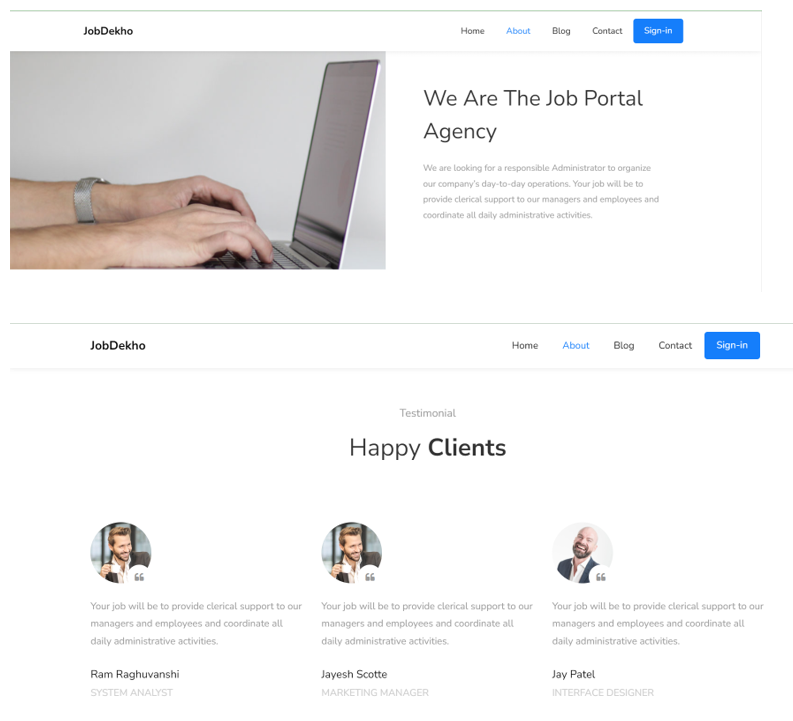 JobDekho
Home About Blog Contact Sign-in
We Are The Job Portal
Agency
We are looking for a responsible Administrator to organize
our company's day-to-day operations. Your job will be to
provide clerical support to our managers and employees and
coordinate all daily administrative activities.
JobDekho
Home About Blog Contact Sign-in
Testimonial
Happy Clients
Your job will be to provide clerical support to our
managers and employees and coordinate all
daily administrative activities.
Ram Raghuvanshi
SYSTEM ANALYST
Your job will be to provide clerical support to our
managers and employees and coordinate all
daily administrative activities.
Jayesh Scotte
MARKETING MANAGER
Your job will be to provide clerical support to our
managers and employees and coordinate all
daily administrative activities.
Jay Patel
INTERFACE DESIGNER